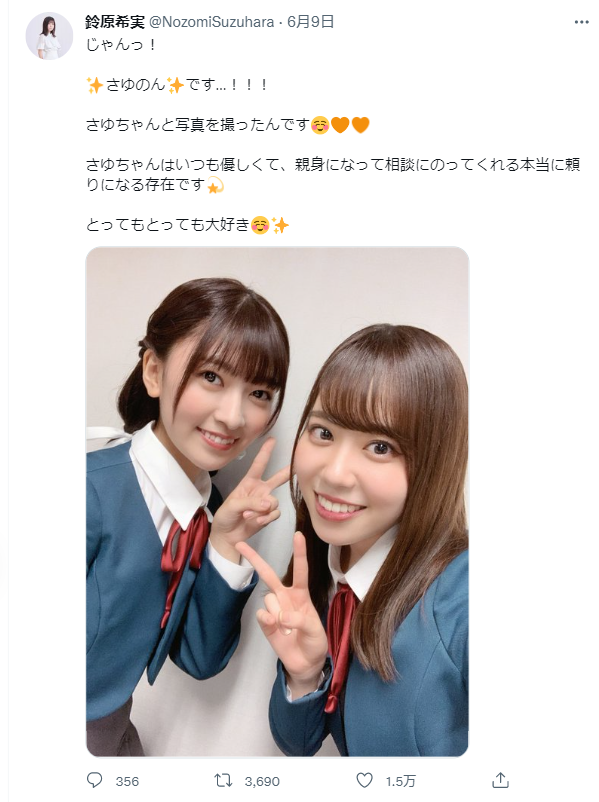 鈴原希実 @NozomiSuzuhara · 6月9日
じゃんっ！
✨さゆのん✨です...！！！
さゆちゃんと写真を撮ったんです☺️🧡🧡
さゆちゃんはいつも優しくて、親身になって相談にのってくれる本当に頼
りになる存在です💫
とってもとっても大好き☺️✨
356
3,690
1.5万